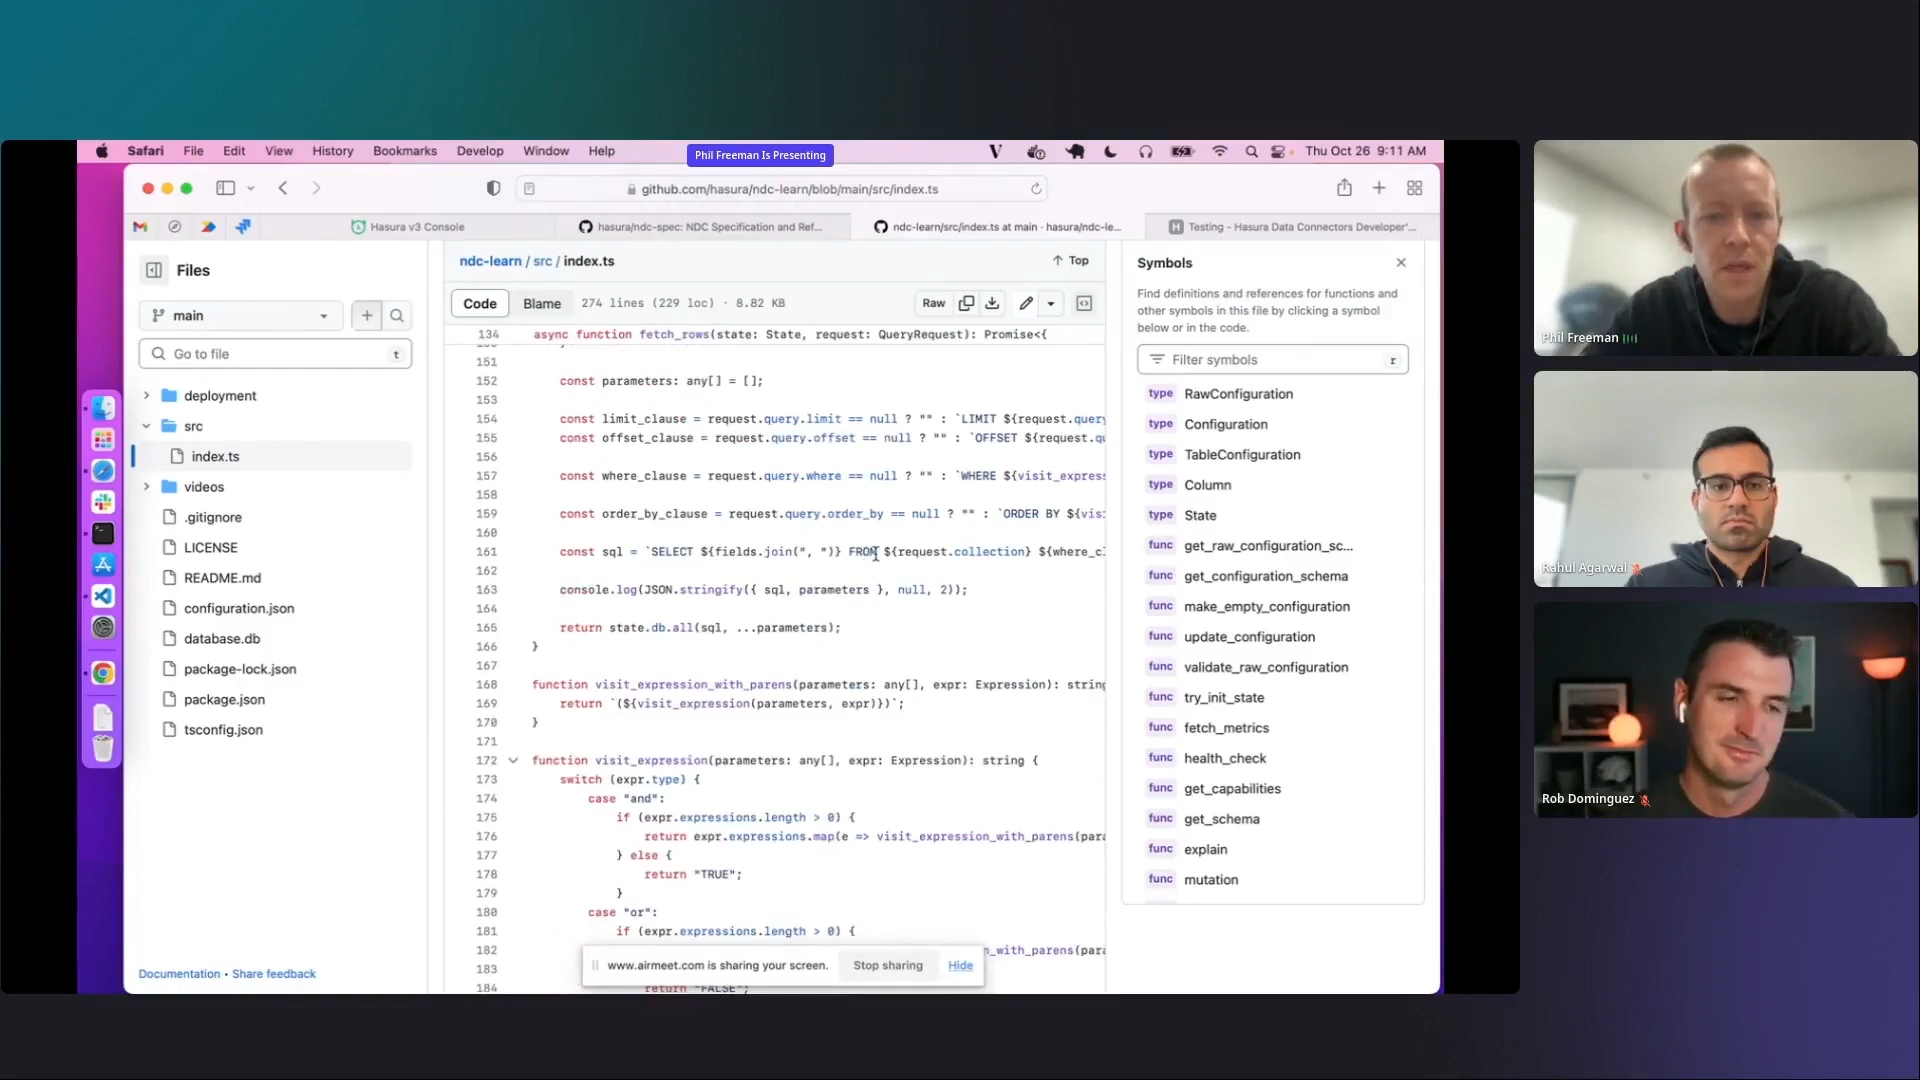 Safari File Edit View History Bookmarks Develop Window Help
Phil Freeman Is Presenting
Thu Oct 26 9:11 AM
github.com/hasura/ndc-learn/blob/main/src/index.ts
Hasura v3 Console
hasura/ndc-spec: NDC Specification and Ref...
ndc-learn/src/index.ts at main · hasura/ndc-le...
Testing - Hasura Data Connectors Developer'...
Files
main
Go to file t
deployment
src
index.ts
videos
.gitignore
LICENSE
README.md
configuration.json
database.db
package-lock.json
package.json
tsconfig.json
Documentation • Share feedback
ndc-learn / src / index.ts
Top
Code Blame 274 lines (229 loc) · 8.82 KB Raw
134 async function fetch_rows(state: State, request: QueryRequest): Promise<{
151
152 const parameters: any[] = [];
153
154 const limit_clause = request.query.limit == null ? "" : `LIMIT ${request.query
155 const offset_clause = request.query.offset == null ? "" : `OFFSET ${request.qu
156
157 const where_clause = request.query.where == null ? "" : `WHERE ${visit_express
158
159 const order_by_clause = request.query.order_by == null ? "" : `ORDER BY ${visi
160
161 const sql = `SELECT ${fields.join(", ")} FROM ${request.collection} ${where_cl
162
163 console.log(JSON.stringify({ sql, parameters }, null, 2));
164
165 return state.db.all(sql, ...parameters);
166 }
167
168 function visit_expression_with_parens(parameters: any[], expr: Expression): string
169 return `(${visit_expression(parameters, expr)})`;
170 }
171
172 function visit_expression(parameters: any[], expr: Expression): string {
173 switch (expr.type) {
174 case "and":
175 if (expr.expressions.length > 0) {
176 return expr.expressions.map(e => visit_expression_with_parens(para
177 } else {
178 return "TRUE";
179 }
180 case "or":
181 if (expr.expressions.length > 0) {
182 n_with_parens(para
183
184 return "FALSE";
www.airmeet.com is sharing your screen. Stop sharing Hide
Symbols
Find definitions and references for functions and
other symbols in this file by clicking a symbol
below or in the code.
Filter symbols r
type RawConfiguration
type Configuration
type TableConfiguration
type Column
type State
func get_raw_configuration_sc...
func get_configuration_schema
func make_empty_configuration
func update_configuration
func validate_raw_configuration
func try_init_state
func fetch_metrics
func health_check
func get_capabilities
func get_schema
func explain
func mutation
Phil Freeman
Rahul Agarwal
Rob Dominguez